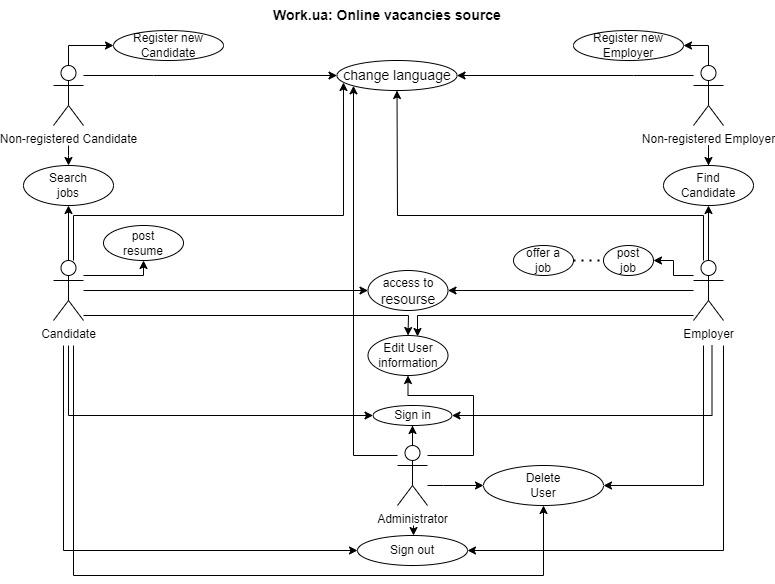 Work.ua: Online vacancies source
Register new
Candidate
Register new
Employer
change language
Non-registered Candidate
Non-registered Employer
Search
jobs
Find
Candidate
post
resume
offer a
job
post
job
access to
resourse
Candidate
Employer
Edit User
information
Sign in
Delete
User
Administrator
Sign out